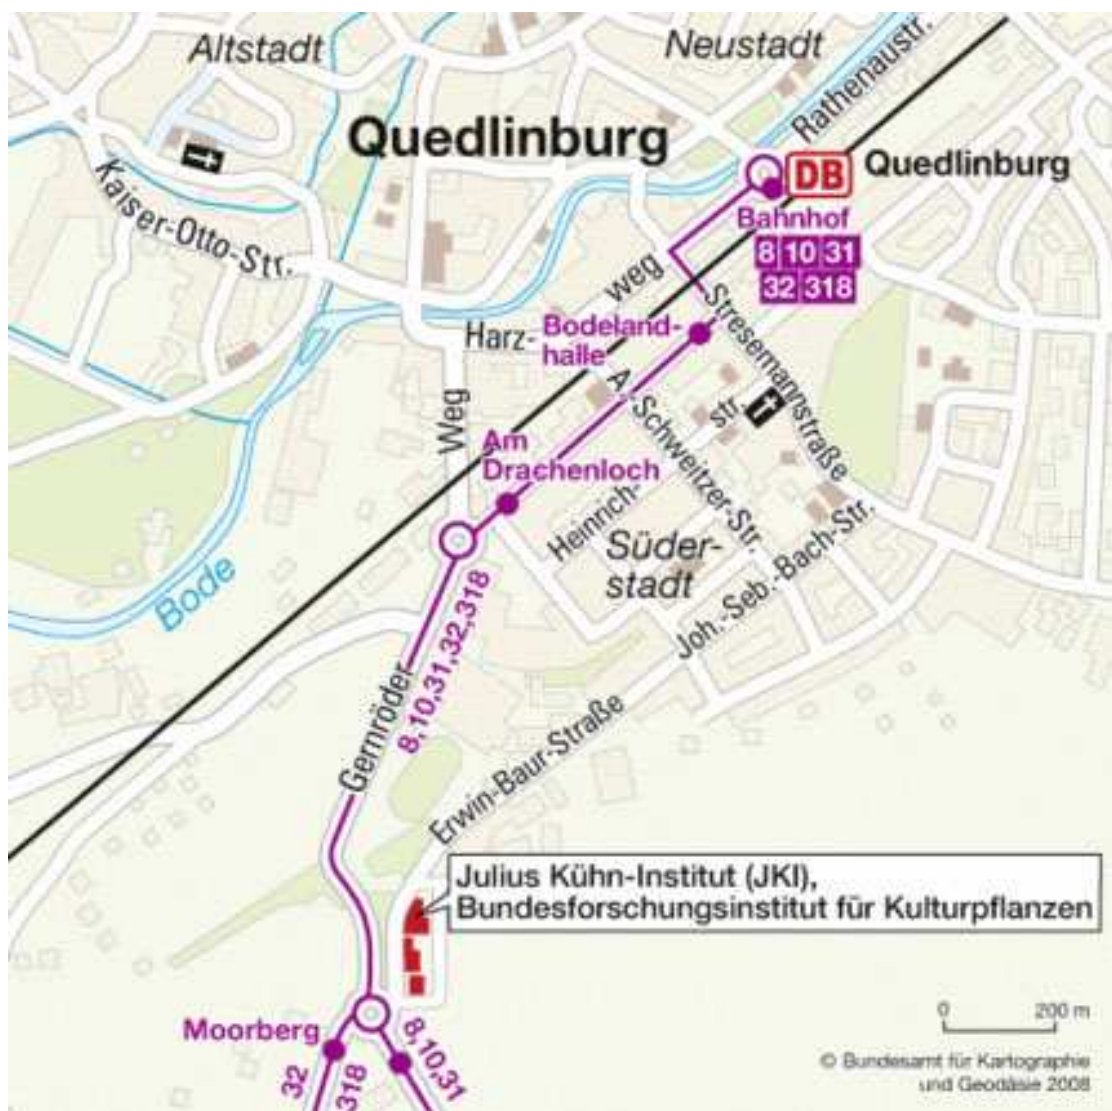 Altstadt
Neustadt
Rathenaustr.
Quedlinburg
DB
Quedlinburg
Bahnhof
8 10 31
32 318
Kaiser-Otto-Str.
Harz-
weg
Bodeland-
halle
Stresemannstraße
A.-Schweitzer-Str.
Weg
Am
Drachenloch
Heinrich-
str.
Süder-
stadt
Joh.-Seb.-Bach-Str.
Bode
8,10,31,32,318
Gernröder
Erwin-Baur-Straße
Julius Kühn-Institut (JKI),
Bundesforschungsinstitut für Kulturpflanzen
Moorberg
32
318
8,10,31
0 200 m
© Bundesamt für Kartographie
und Geodäsie 2008